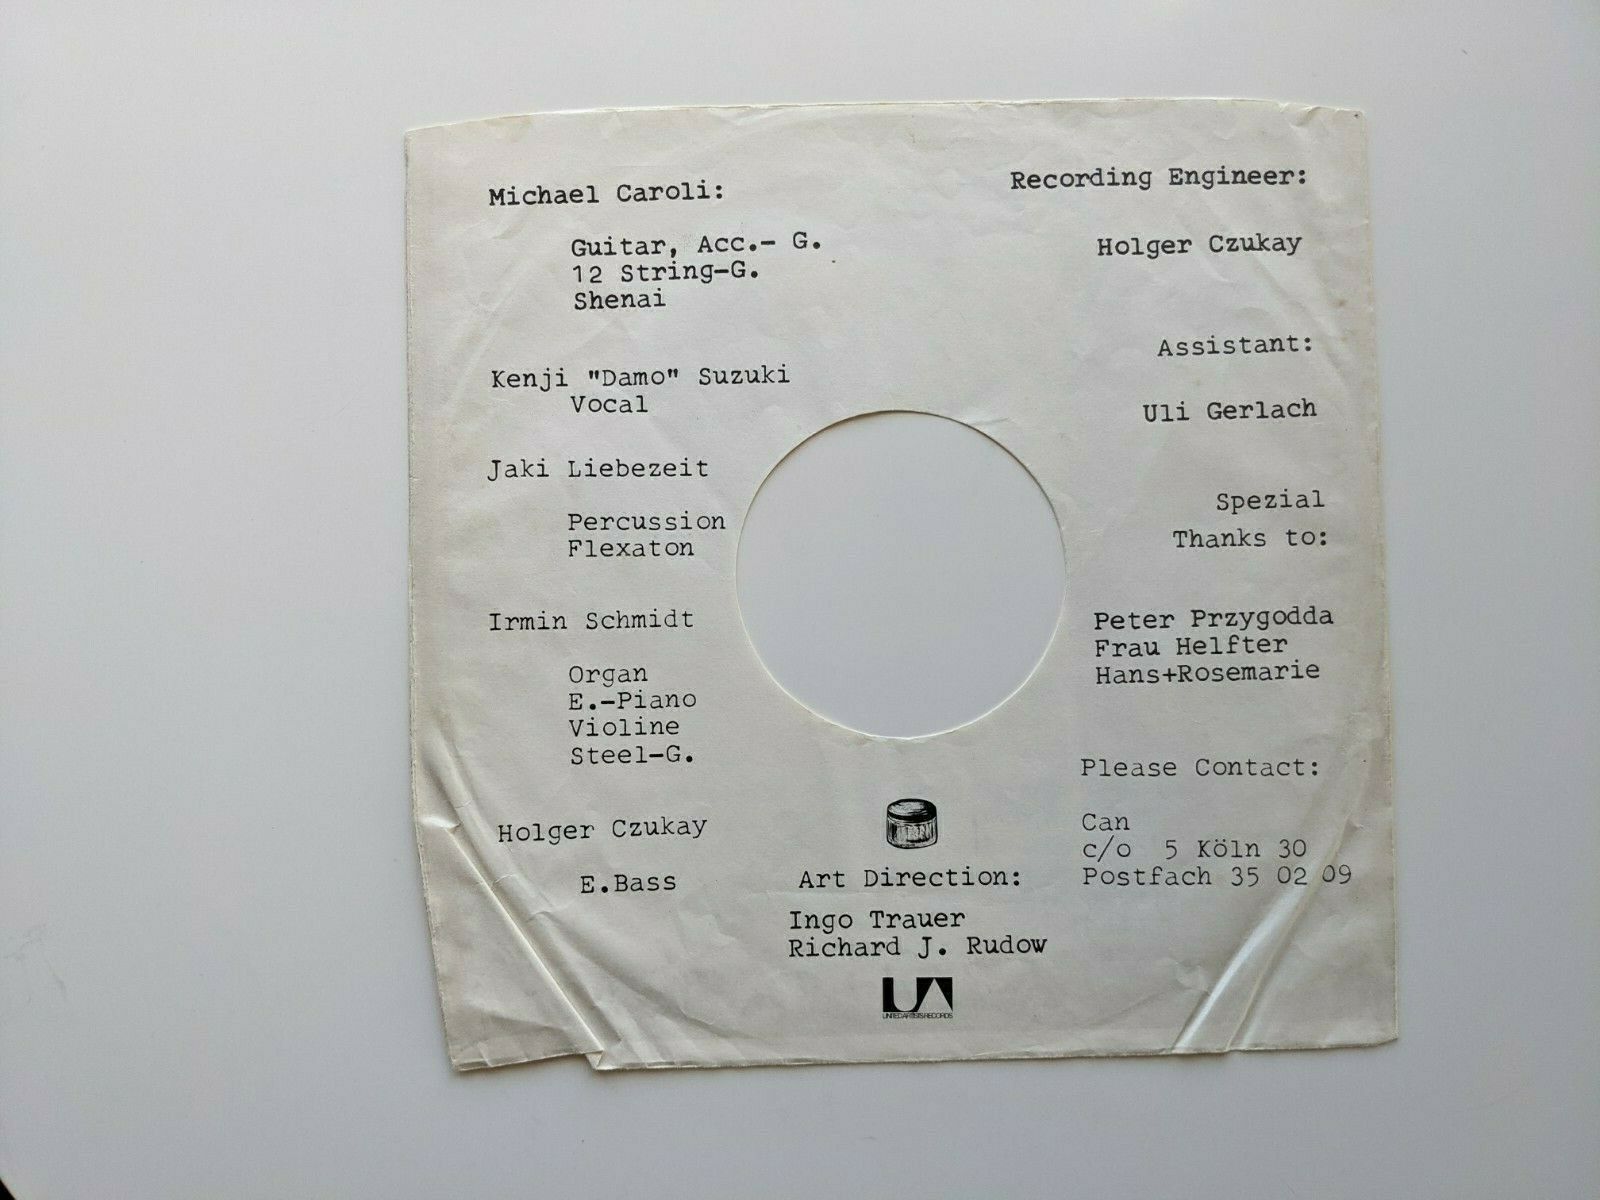 Michael Caroli:
Guitar, Acc.- G.
12 String-G.
Shenai
Kenji "Damo" Suzuki
Vocal
Jaki Liebezeit
Percussion
Flexaton
Irmin Schmidt
Organ
E.-Piano
Violine
Steel-G.
Holger Czukay
E.Bass
Recording Engineer:
Holger Czukay
Assistant:
Uli Gerlach
Spezial
Thanks to:
Peter Przygodda
Frau Helfter
Hans+Rosemarie
Please Contact:
Can
c/o 5 Köln 30
Postfach 35 02 09
Art Direction:
Ingo Trauer
Richard J. Rudow
UA
UNITED ARTISTS RECORDS